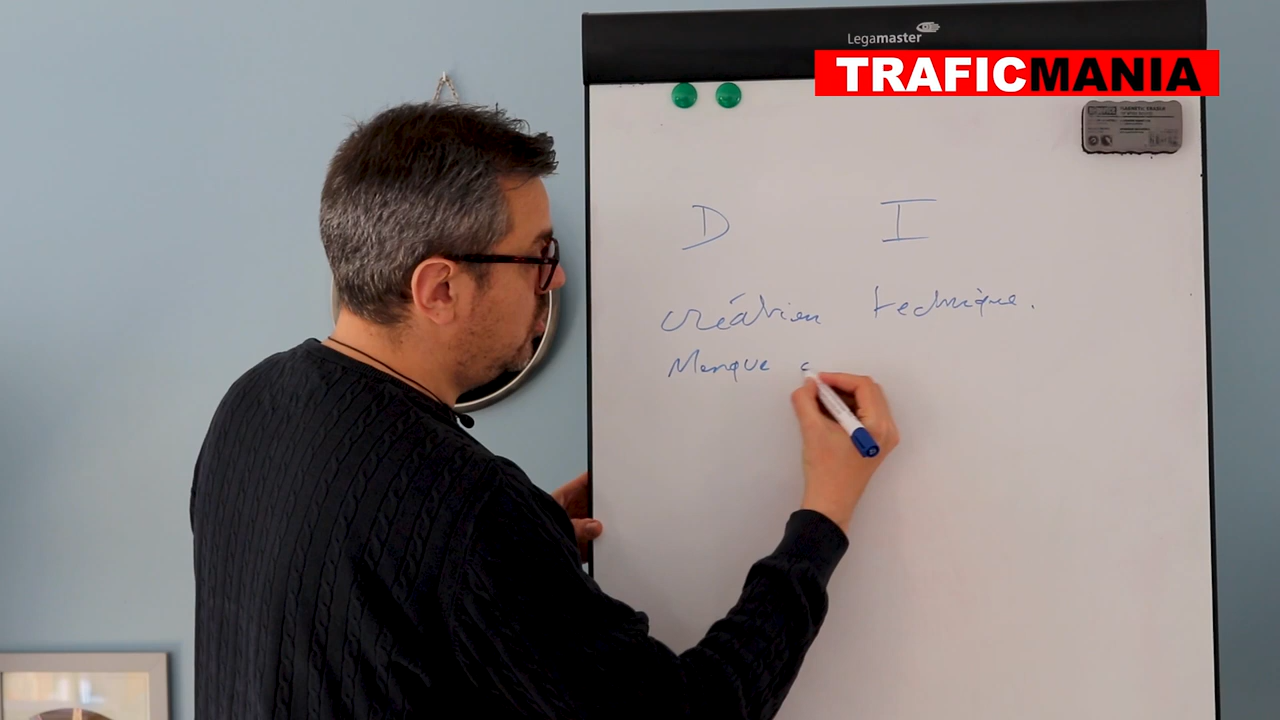 Legamaster
TRAFICMANIA
D I
création technique.
Manque